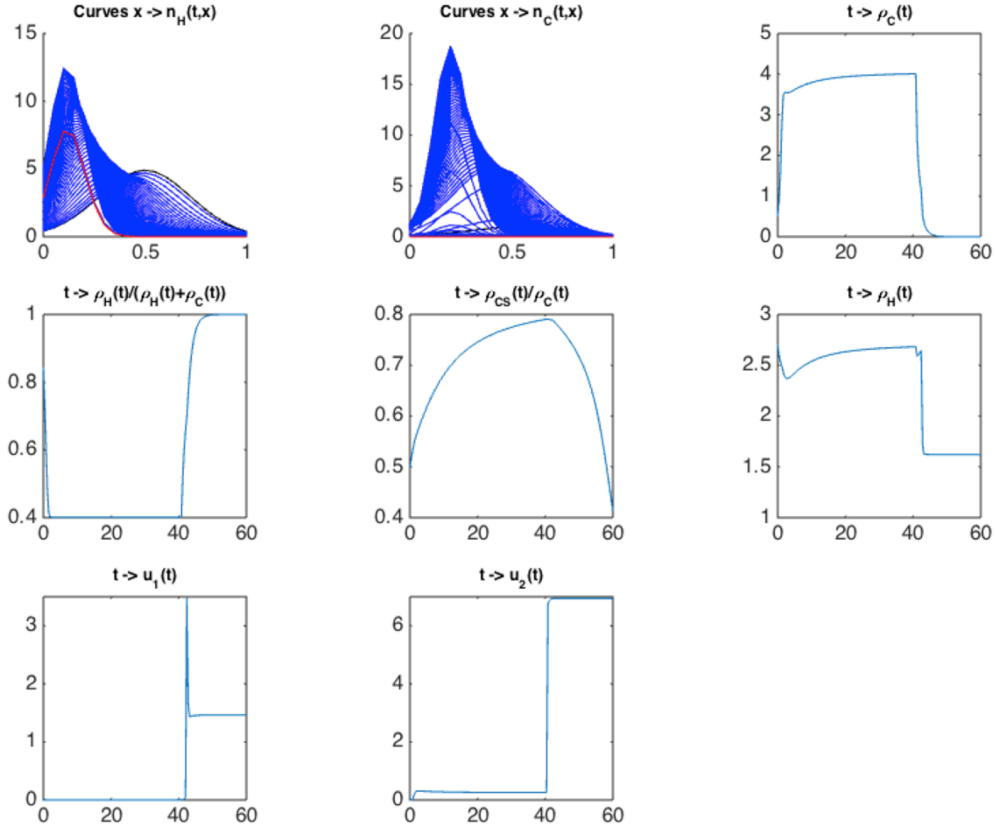 Curves x -> n_H(t,x)
15
10
5
0
0 0.5 1
Curves x -> n_C(t,x)
20
15
10
5
0
0 0.5 1
t -> ρ_C(t)
5
4
3
2
1
0
0 20 40 60
t -> ρ_H(t)/(ρ_H(t)+ρ_C(t))
1
0.8
0.6
0.4
0 20 40 60
t -> ρ_CS(t)/ρ_C(t)
0.8
0.7
0.6
0.5
0.4
0 20 40 60
t -> ρ_H(t)
3
2.5
2
1.5
1
0 20 40 60
t -> u_1(t)
3
2
1
0
0 20 40 60
t -> u_2(t)
6
4
2
0
0 20 40 60